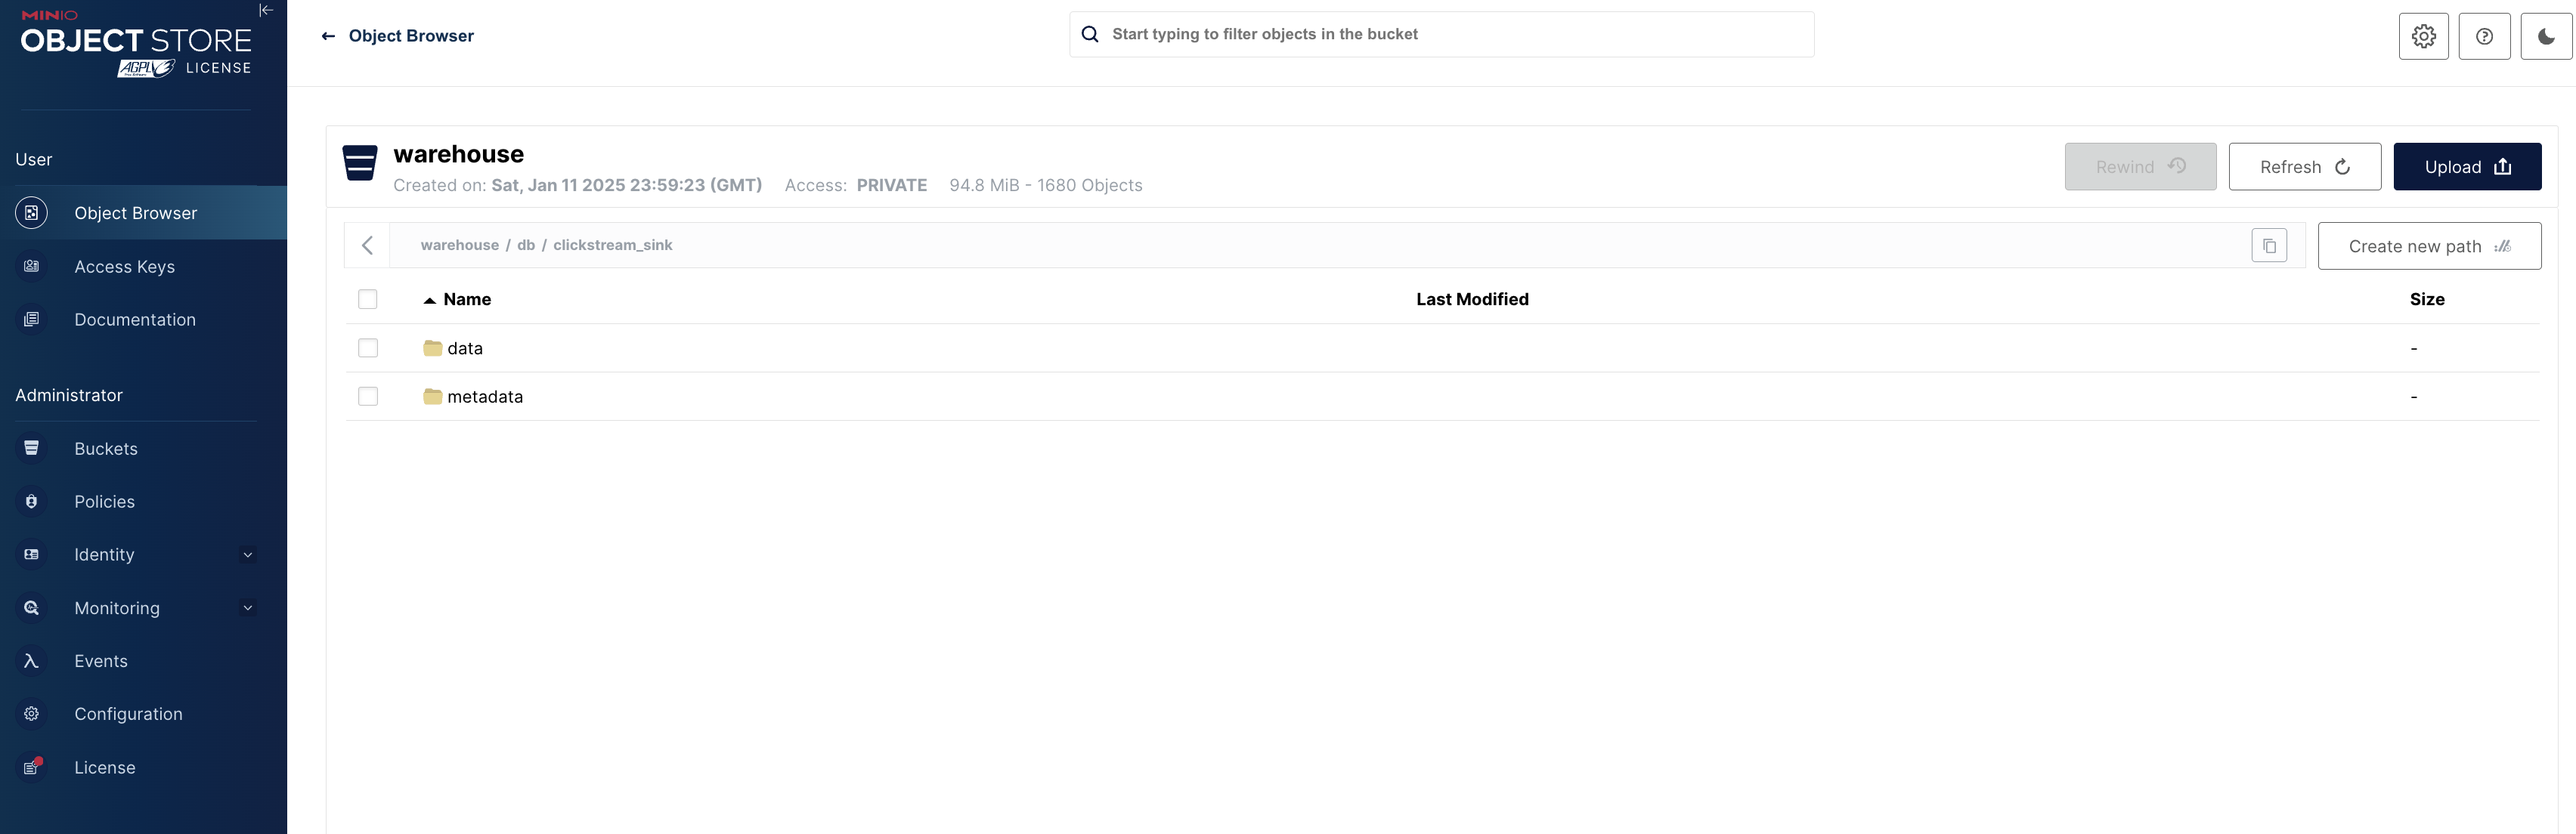 MINIO
OBJECT STORE
AGPLv3 LICENSE
User
Object Browser
Access Keys
Documentation
Administrator
Buckets
Policies
Identity
Monitoring
Events
Configuration
License
Object Browser
Start typing to filter objects in the bucket
warehouse
Created on: Sat, Jan 11 2025 23:59:23 (GMT) Access: PRIVATE 94.8 MiB - 1680 Objects
Rewind Refresh Upload
warehouse / db / clickstream_sink
Create new path
Name Last Modified Size
data -
metadata -